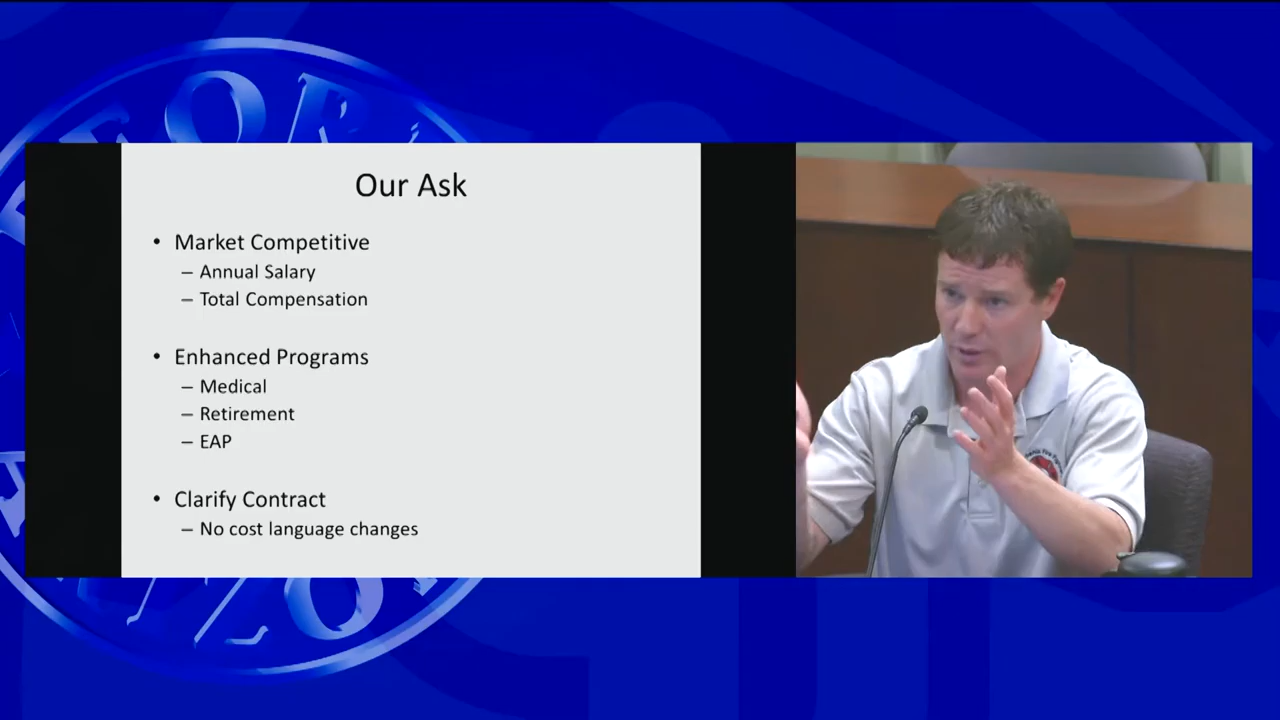 Our Ask
• Market Competitive
– Annual Salary
– Total Compensation
• Enhanced Programs
– Medical
– Retirement
– EAP
• Clarify Contract
– No cost language changes